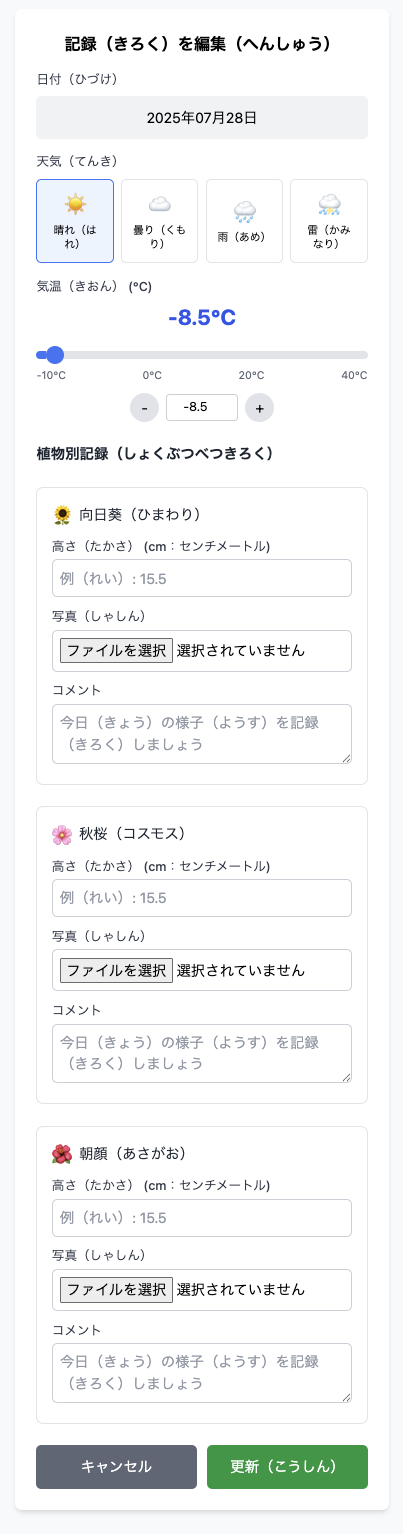 記録（きろく）を編集（へんしゅう）
日付（ひづけ）
2025年07月28日
天気（てんき）
晴れ（は
れ）
曇り（くも
り）
雨（あめ）
雷（かみ
なり）
気温（きおん） (°C)
-8.5°C
-10°C 0°C 20°C 40°C
- -8.5 +
植物別記録（しょくぶつべつきろく）
向日葵（ひまわり）
高さ（たかさ） (cm：センチメートル)
例（れい）: 15.5
写真（しゃしん）
ファイルを選択 選択されていません
コメント
今日（きょう）の様子（ようす）を記録
（きろく）しましょう
秋桜（コスモス）
高さ（たかさ） (cm：センチメートル)
例（れい）: 15.5
写真（しゃしん）
ファイルを選択 選択されていません
コメント
今日（きょう）の様子（ようす）を記録
（きろく）しましょう
朝顔（あさがお）
高さ（たかさ） (cm：センチメートル)
例（れい）: 15.5
写真（しゃしん）
ファイルを選択 選択されていません
コメント
今日（きょう）の様子（ようす）を記録
（きろく）しましょう
キャンセル 更新（こうしん）